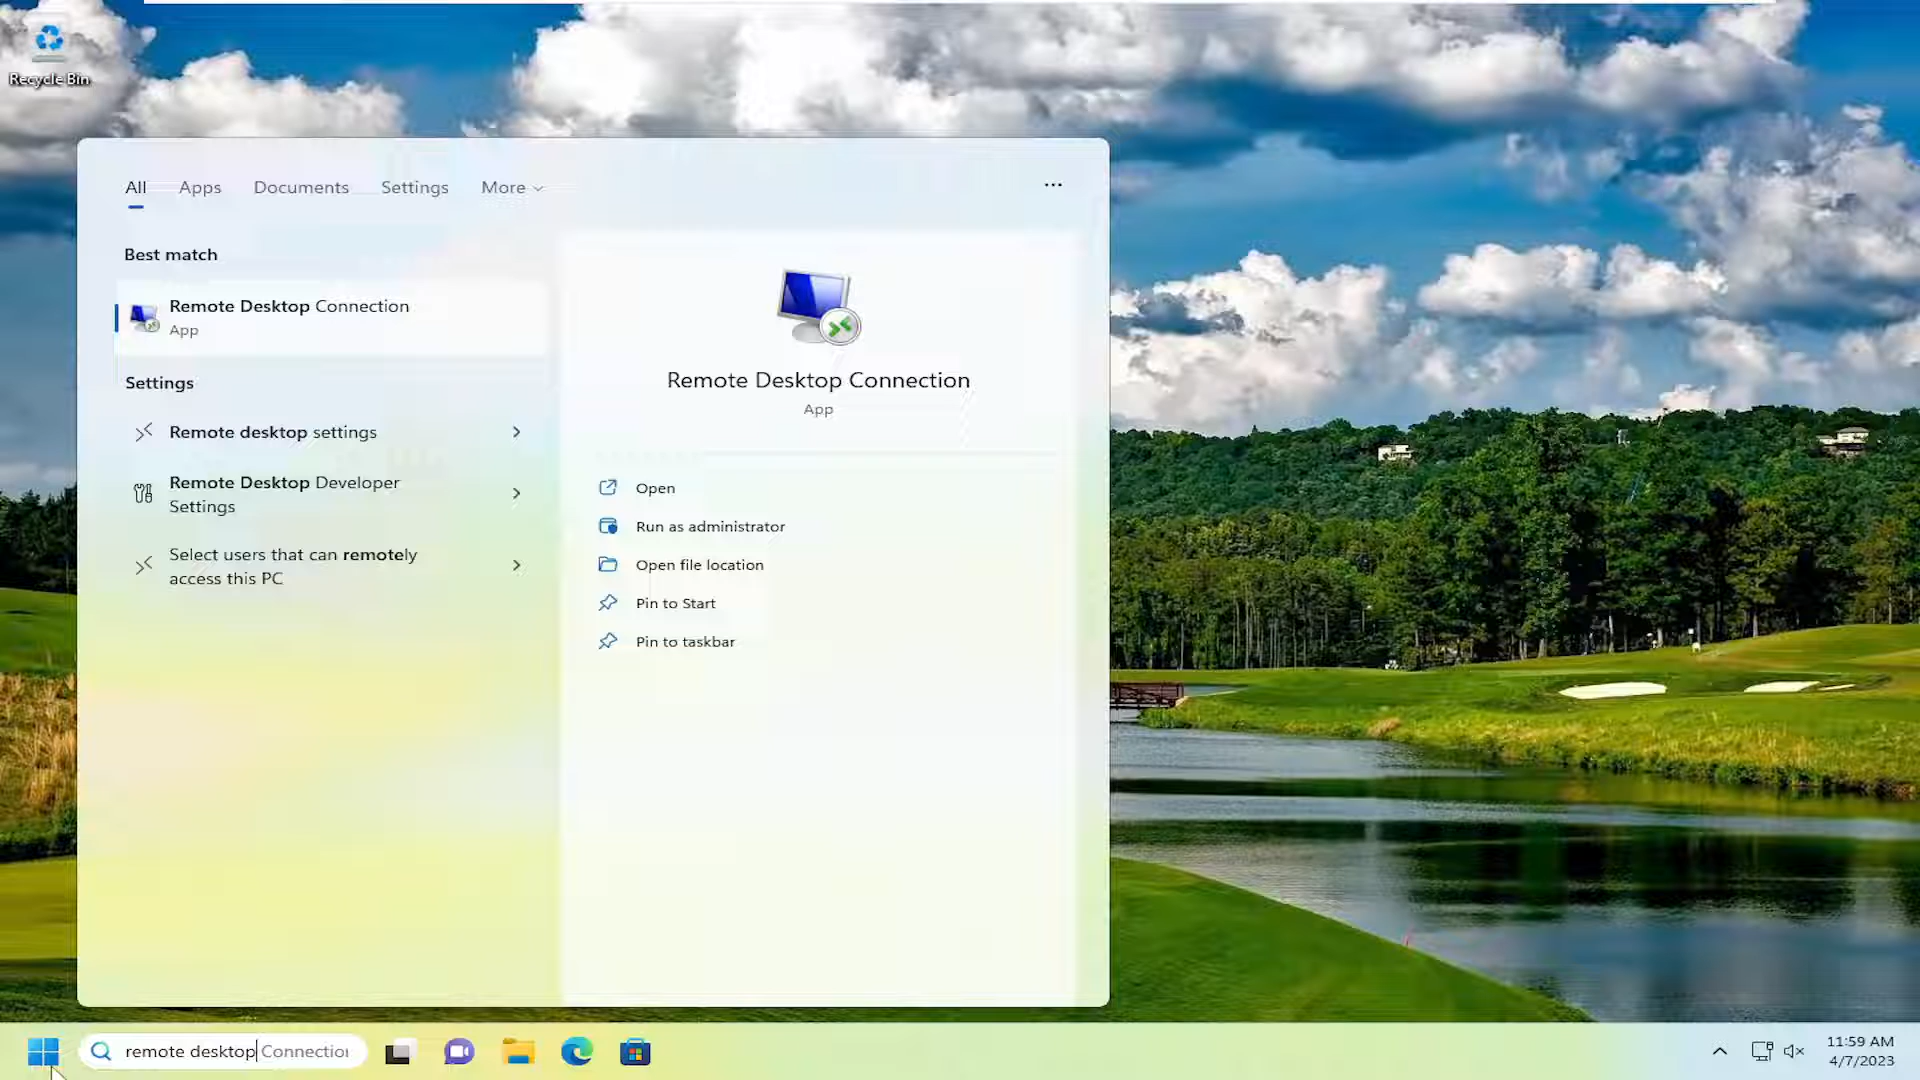 Recycle Bin
All Apps Documents Settings More
Best match
Remote Desktop Connection
App
Settings
Remote desktop settings
Remote Desktop Developer
Settings
Select users that can remotely
access this PC
Remote Desktop Connection
App
Open
Run as administrator
Open file location
Pin to Start
Pin to taskbar
remote desktop Connection
11:59 AM
4/7/2023